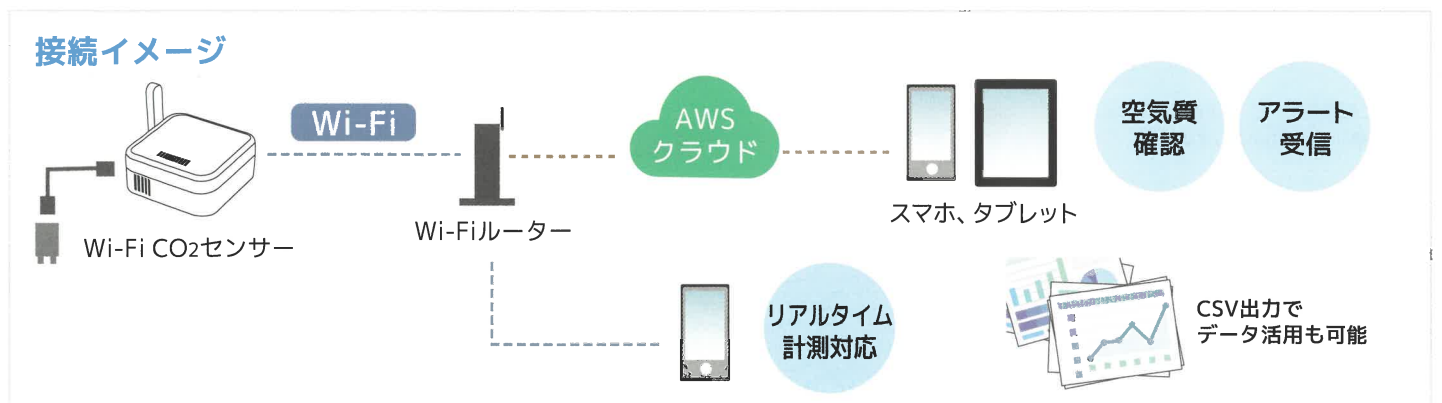 接続イメージ
Wi-Fi
AWS
クラウド
空気質
確認
アラート
受信
スマホ、タブレット
Wi-Fiルーター
Wi-Fi CO2センサー
リアルタイム
計測対応
CSV出力で
データ活用も可能